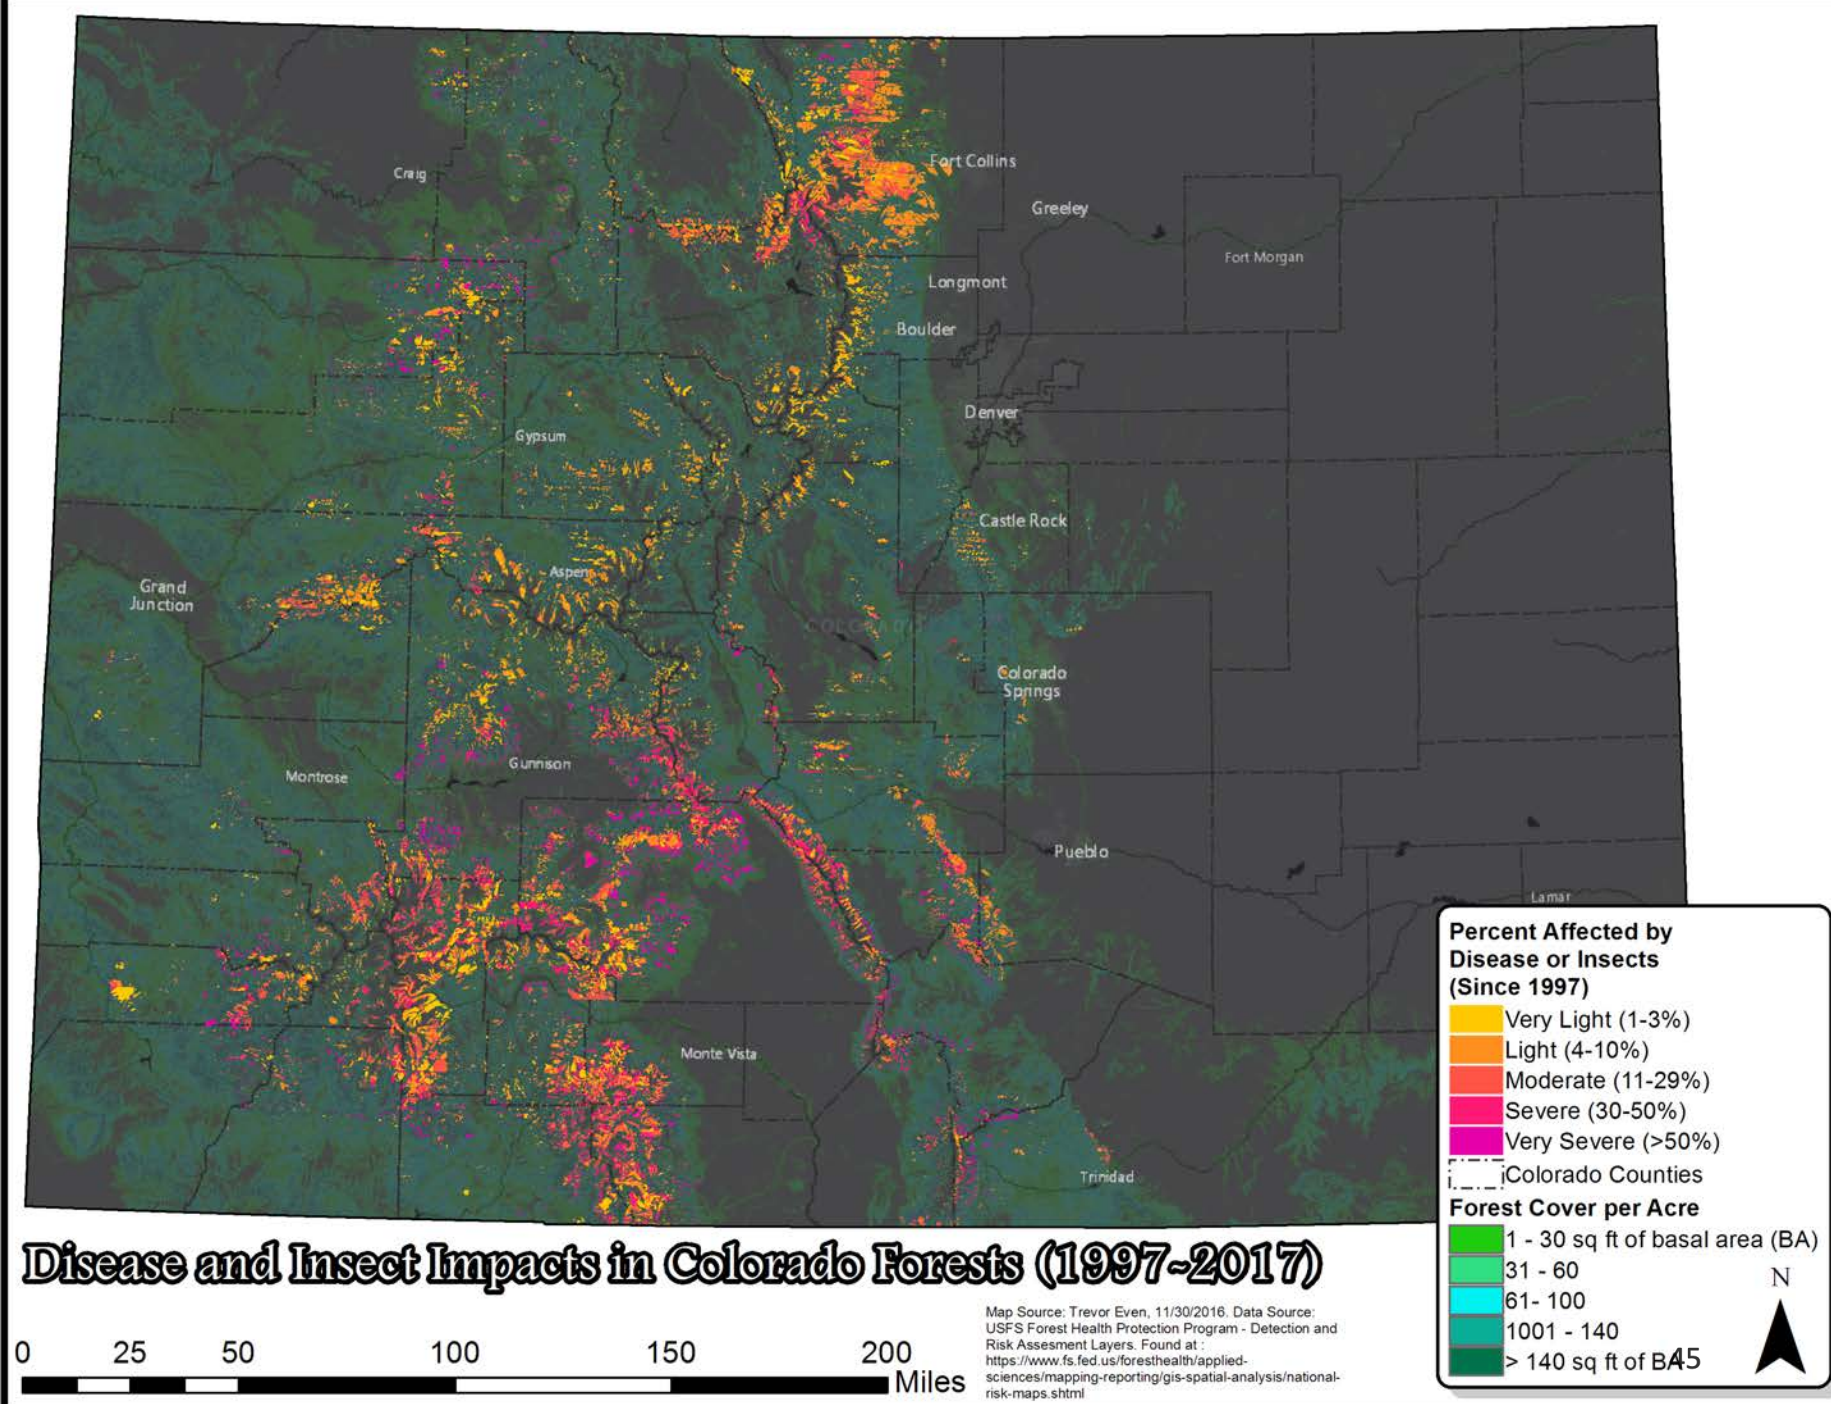 Craig
Fort Collins
Greeley
Fort Morgan
Longmont
Boulder
Denver
Gypsum
Castle Rock
Aspen
Grand
Junction
COLORADO
Colorado
Springs
Gunnison
Montrose
Pueblo
Lamar
Monte Vista
Trinidad
Percent Affected by
Disease or Insects
(Since 1997)
Very Light (1-3%)
Light (4-10%)
Moderate (11-29%)
Severe (30-50%)
Very Severe (>50%)
Colorado Counties
Forest Cover per Acre
1 - 30 sq ft of basal area (BA)
31 - 60
61- 100
1001 - 140
> 140 sq ft of BA
45
N
Disease and Insect Impacts in Colorado Forests (1997~2017)
0 25 50 100 150 200
Miles
Map Source: Trevor Even, 11/30/2016. Data Source:
USFS Forest Health Protection Program - Detection and
Risk Assesment Layers. Found at :
https://www.fs.fed.us/foresthealth/applied-
sciences/mapping-reporting/gis-spatial-analysis/national-
risk-maps.shtml